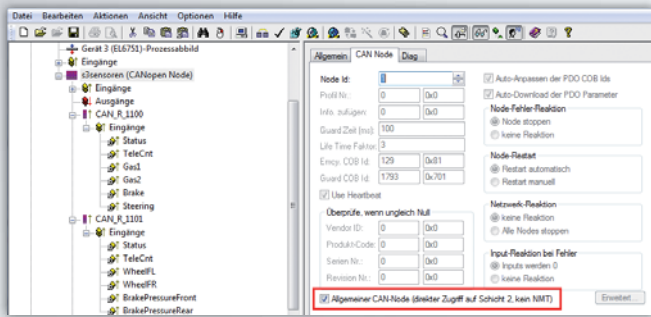 Datei Bearbeiten Aktionen Ansicht Optionen Hilfe
Gerät 3 (EL6751)-Prozessabbild
Eingänge
s3sensoren (CANopen Node)
Eingänge
Ausgänge
CAN_R_1100
Eingänge
Status
TeleCnt
Gas1
Gas2
Brake
Steering
CAN_R_1101
Eingänge
Status
TeleCnt
WheelFL
WheelFR
BrakePressureFront
BrakePressureRear
Allgemein CAN Node Diag
Node Id:
Profil Nr.: 0 0x0
Info. zufügen: 0 0x0
Guard Zeit (ms): 100
Life Time Faktor: 3
Emcy. COB Id: 129 0x81
Guard COB Id: 1793 0x701
Use Heartbeat
Überprüfe, wenn ungleich Null
Vendor ID: 0 0x0
Produkt-Code: 0 0x0
Serien Nr.: 0 0x0
Revision Nr.: 0 0x0
Auto-Anpassen der PDO COB Ids
Auto-Download der PDO Parameter
Node-Fehler-Reaktion
Node stoppen
keine Reaktion
Node-Restart
Restart automatisch
Restart manuell
Netzwerk-Reaktion
keine Reaktion
Alle Nodes stoppen
Input-Reaktion bei Fehler
Inputs werden 0
keine Reaktion
Allgemeiner CAN-Node (direkter Zugriff auf Schicht 2, kein NMT)
Erweitert...